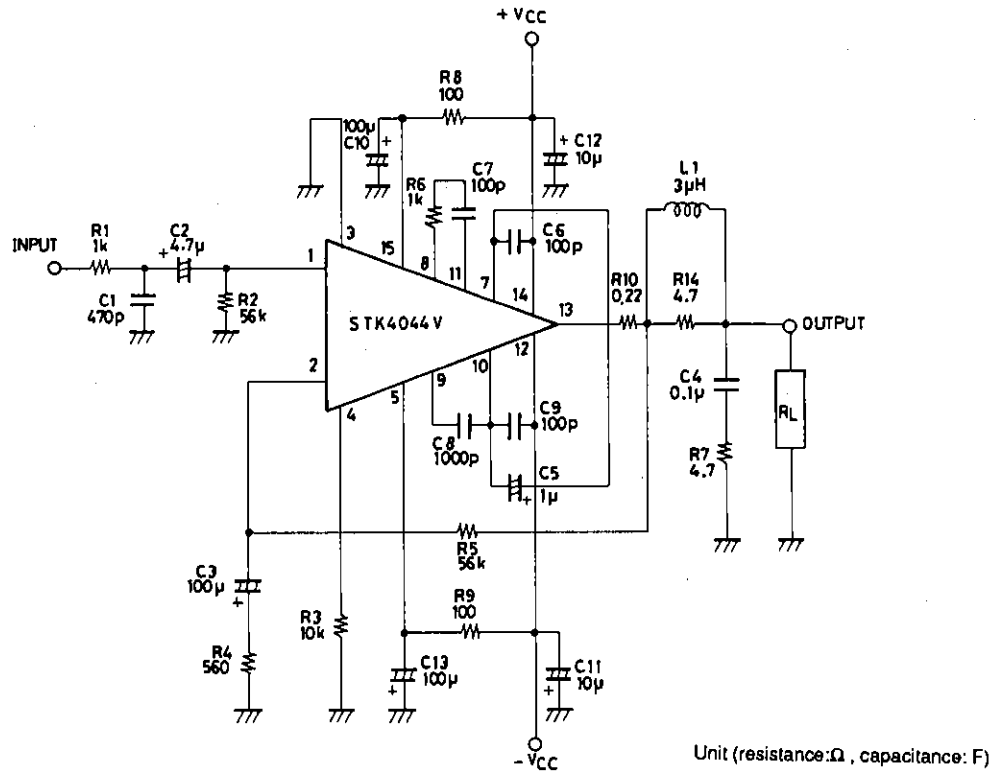 + VCC
R8
100
100µ
C10
+
+
C12
10µ
L1
3µH
C7
100p
R6
1k
C6
100p
3
15
8
11
7
14
INPUT
R1
1k
C2
+ 4.7µ
1
C1
470p
R2
56k
STK4044V
13
R10
0.22
R14
4.7
OUTPUT
2
4
5
9
10
12
C4
0.1µ
RL
C8
1000p
C9
100p
C5
+ 1µ
R7
4.7
R5
56k
C3
100µ
+
R4
560
R3
10k
R9
100
C13
100µ
+
C11
10µ
+
- VCC
Unit (resistance:Ω , capacitance: F)